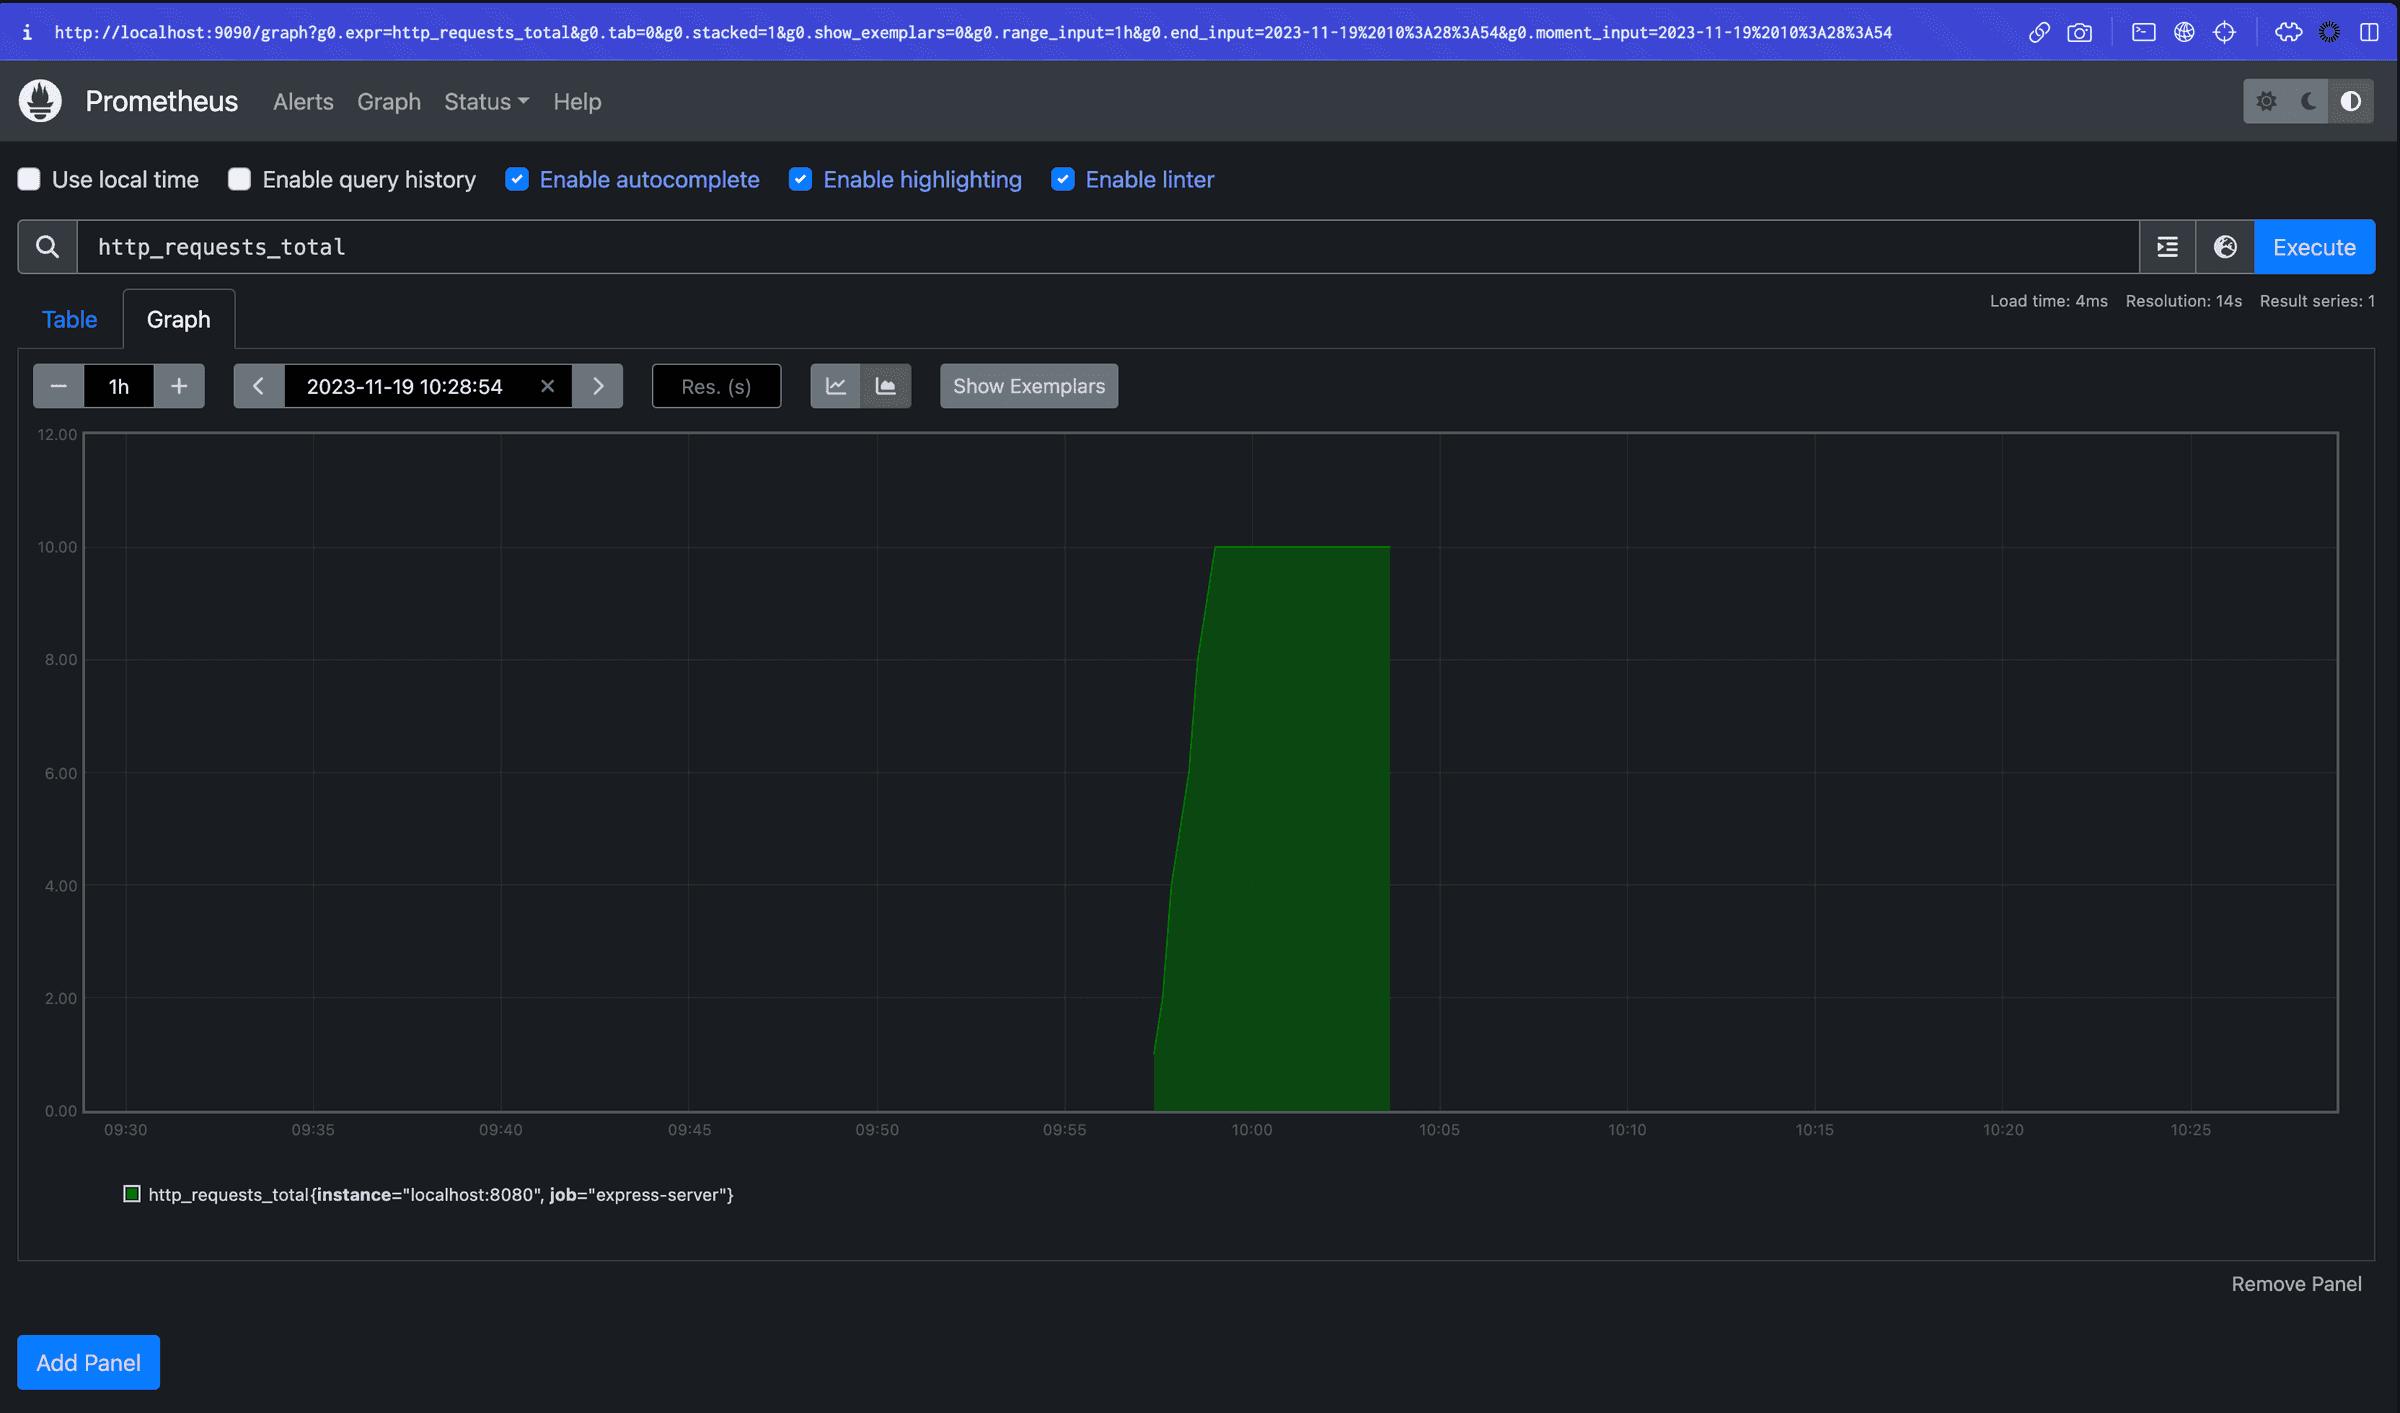 http://localhost:9090/graph?g0.expr=http_requests_total&g0.tab=0&g0.stacked=1&g0.show_exemplars=0&g0.range_input=1h&g0.end_input=2023-11-19%2010%3A28%3A54&g0.moment_input=2023-11-19%2010%3A28%3A54
Prometheus Alerts Graph Status Help
Use local time Enable query history Enable autocomplete Enable highlighting Enable linter
http_requests_total Execute
Load time: 4ms Resolution: 14s Result series: 1
Table Graph
1h 2023-11-19 10:28:54 Res. (s) Show Exemplars
12.00
10.00
8.00
6.00
4.00
2.00
0.00
09:30 09:35 09:40 09:45 09:50 09:55 10:00 10:05 10:10 10:15 10:20 10:25
http_requests_total{instance="localhost:8080", job="express-server"}
Remove Panel
Add Panel